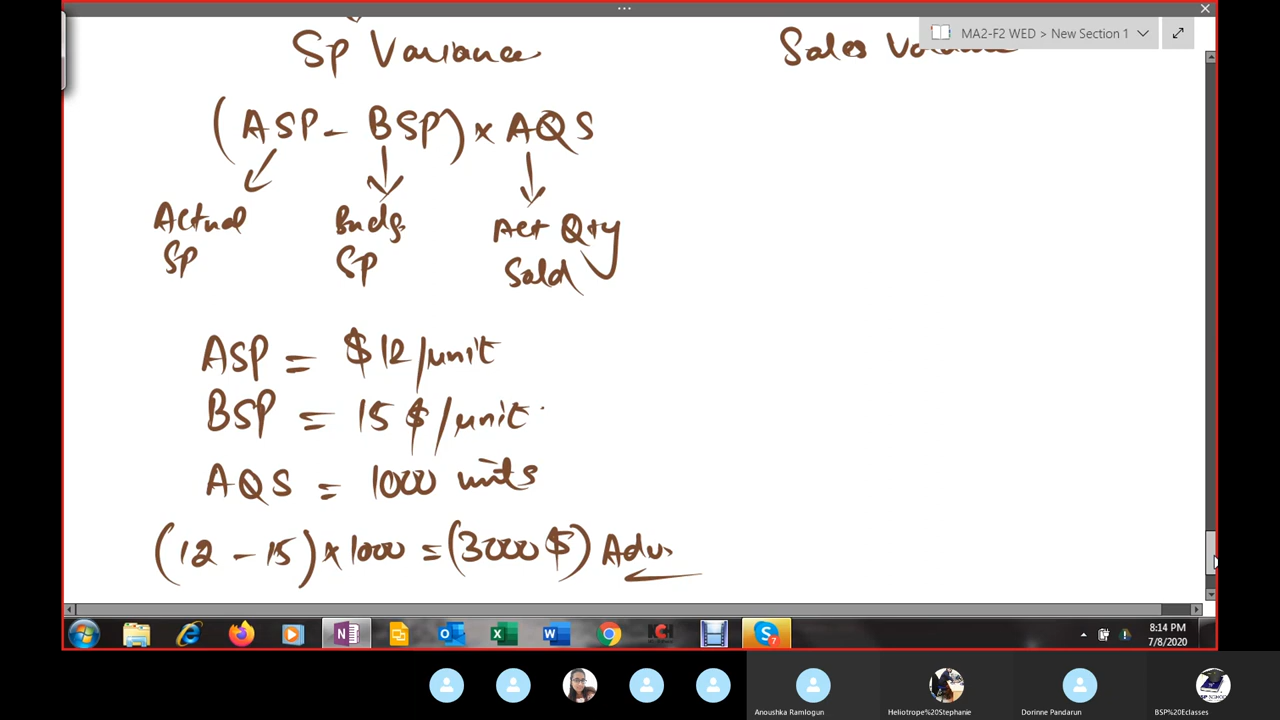 MA2-F2 WED > New Section 1
Sp Variance
Sales
(ASP - BSP) × AQS
Actual Budg. Act Qty
SP SP Sold
ASP = $12/unit
BSP = 15 $/unit
AQS = 1000 units
(12 - 15) × 1000 = (3000 $) Adv.
8:14 PM
7/8/2020
Anoushka Ramlogun
Heliotrope%20Stephanie
Dorinne Pandarun
BSP%20Eclasses